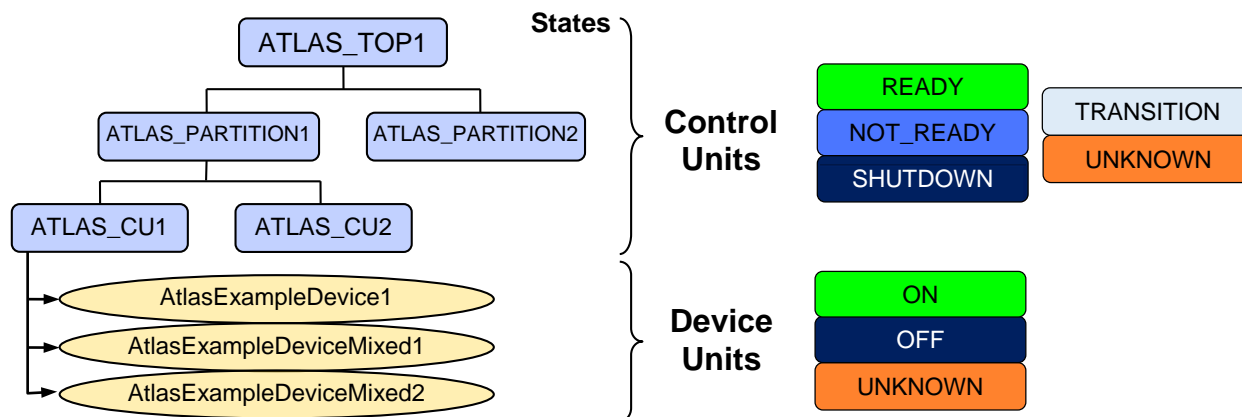 ATLAS_TOP1
ATLAS_PARTITION1
ATLAS_PARTITION2
ATLAS_CU1
ATLAS_CU2
AtlasExampleDevice1
AtlasExampleDeviceMixed1
AtlasExampleDeviceMixed2
States
Control
Units
READY
NOT_READY
SHUTDOWN
TRANSITION
UNKNOWN
Device
Units
ON
OFF
UNKNOWN